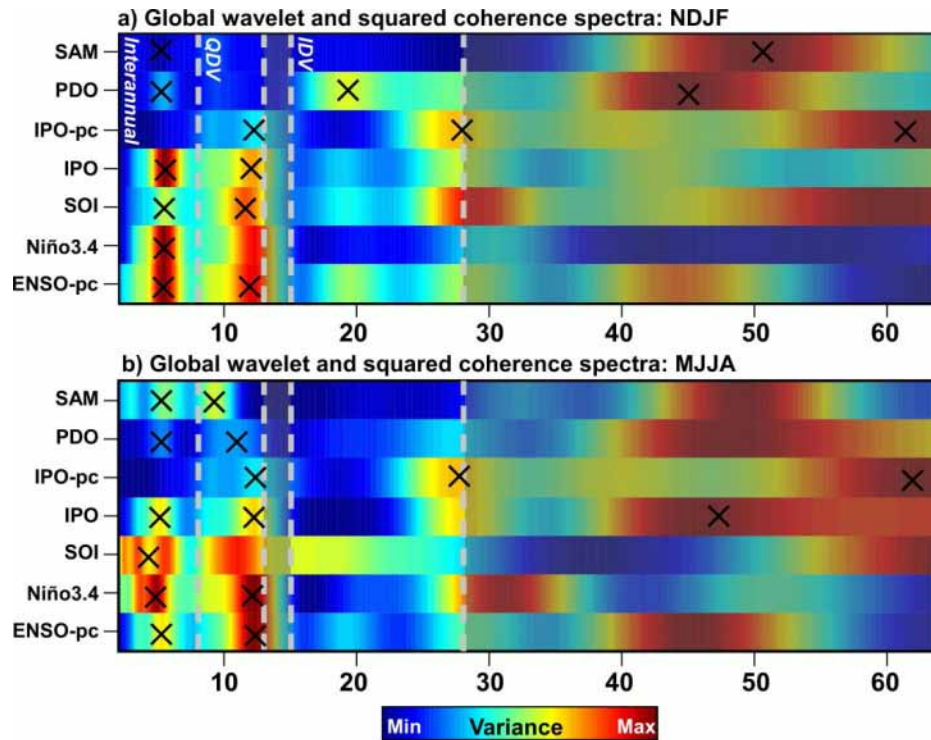 a) Global wavelet and squared coherence spectra: NDJF
Interannual
QDV
IDV
SAM
PDO
IPO-pc
IPO
SOI
Niño3.4
ENSO-pc
10 20 30 40 50 60
b) Global wavelet and squared coherence spectra: MJJA
SAM
PDO
IPO-pc
IPO
SOI
Niño3.4
ENSO-pc
10 20 30 40 50 60
Min Variance Max